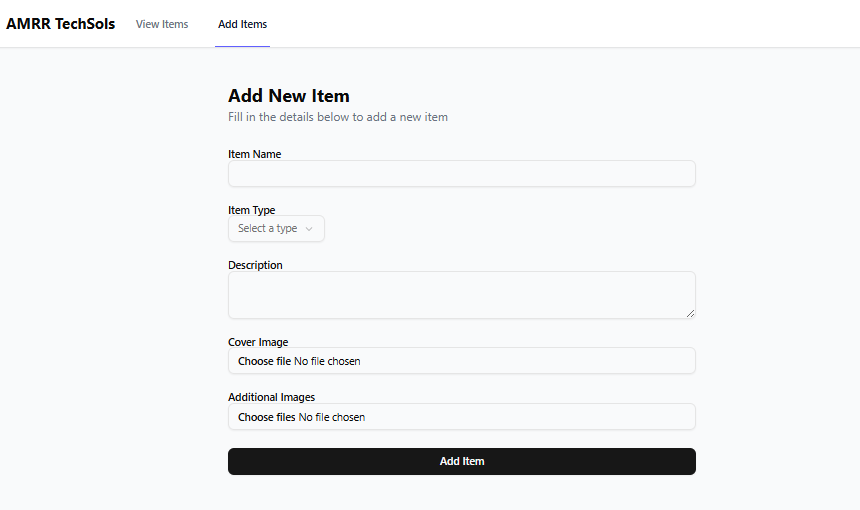 AMRR TechSols View Items Add Items
Add New Item
Fill in the details below to add a new item
Item Name
Item Type
Select a type
Description
Cover Image
Choose file No file chosen
Additional Images
Choose files No file chosen
Add Item